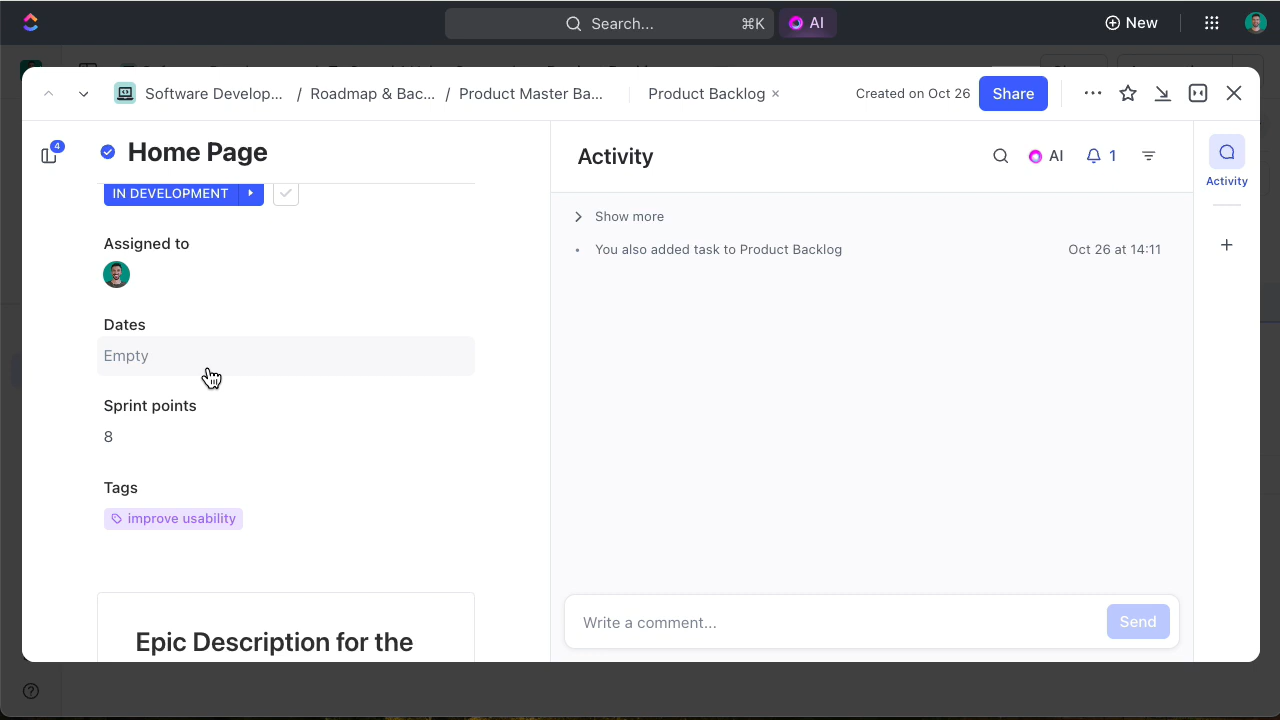 Search...
⌘K
AI
New
Software Develop... / Roadmap & Bac... / Product Master Ba...
Product Backlog ×
Created on Oct 26
Share
4
Home Page
IN DEVELOPMENT
Assigned to
Dates
Empty
Sprint points
8
Tags
improve usability
Epic Description for the
Activity
AI
1
Show more
• You also added task to Product Backlog
Oct 26 at 14:11
Write a comment...
Send
Activity